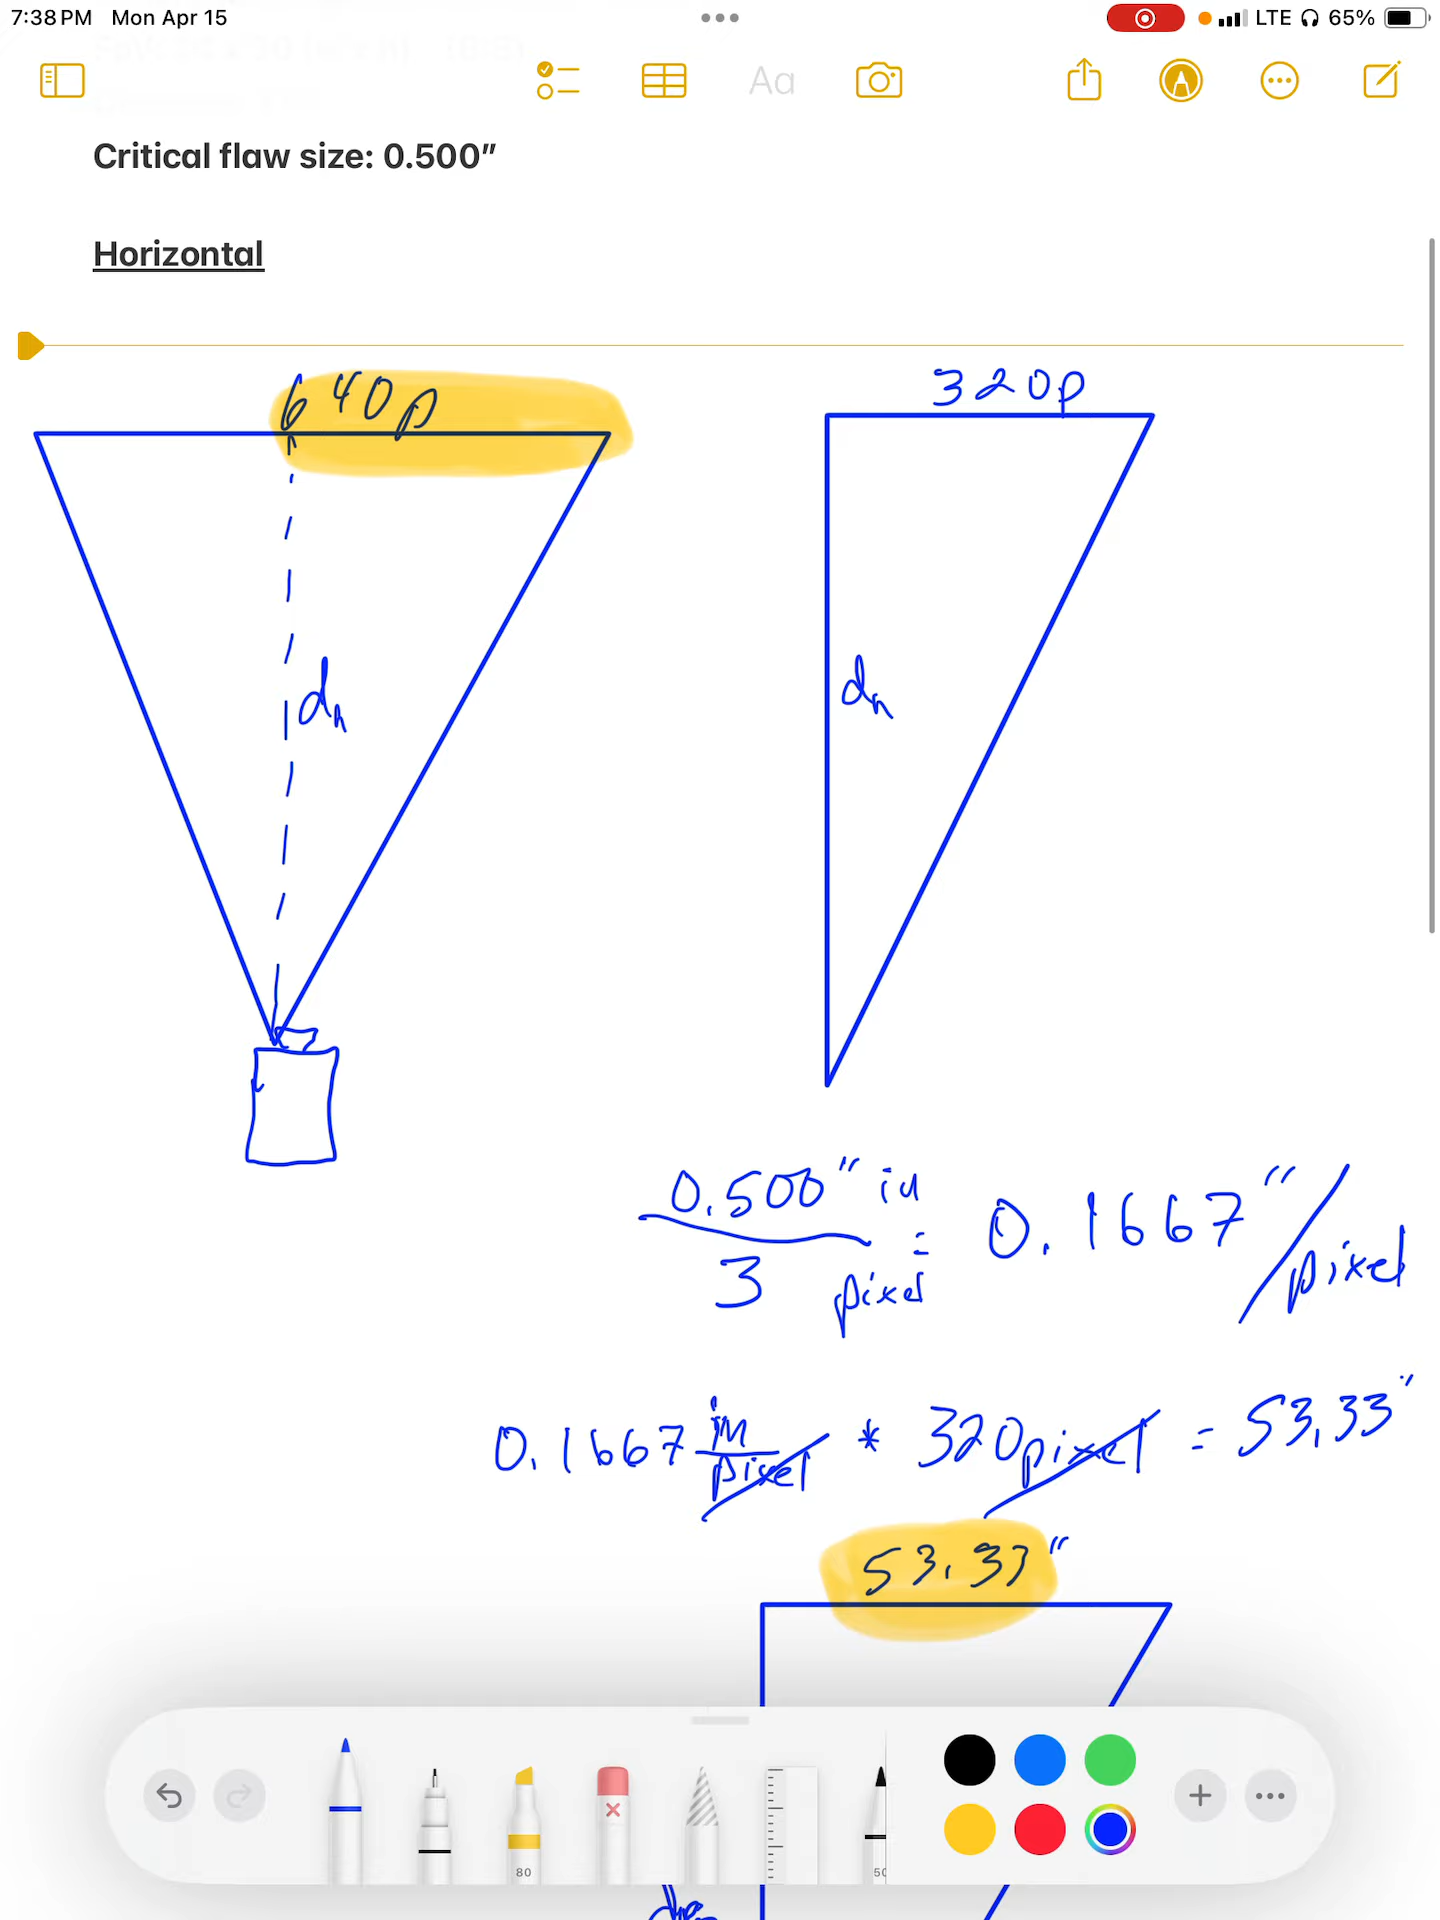 7:38 PM Mon Apr 15
LTE 65%
Aa
Critical flaw size: 0.500"
Horizontal
640p
320p
dh
dh
0.500" in
3 pixel
= 0.1667"/pixel
0.1667 in/pixel * 320pixel = 53.33"
53.33"
80
50